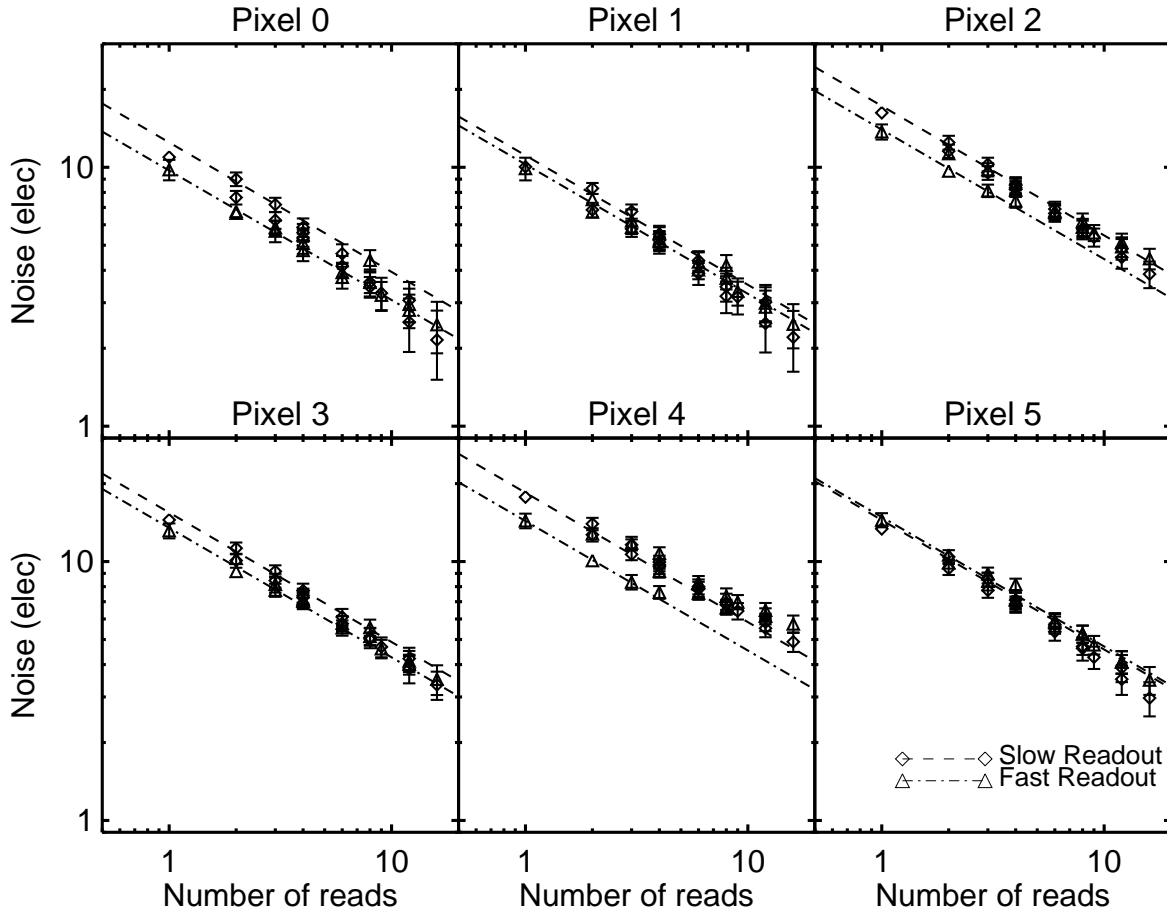 Pixel 0
Pixel 1
Pixel 2
Noise (elec)
10
1
Pixel 3
Pixel 4
Pixel 5
Noise (elec)
10
1
Slow Readout
Fast Readout
1 10
1 10
1 10
Number of reads
Number of reads
Number of reads